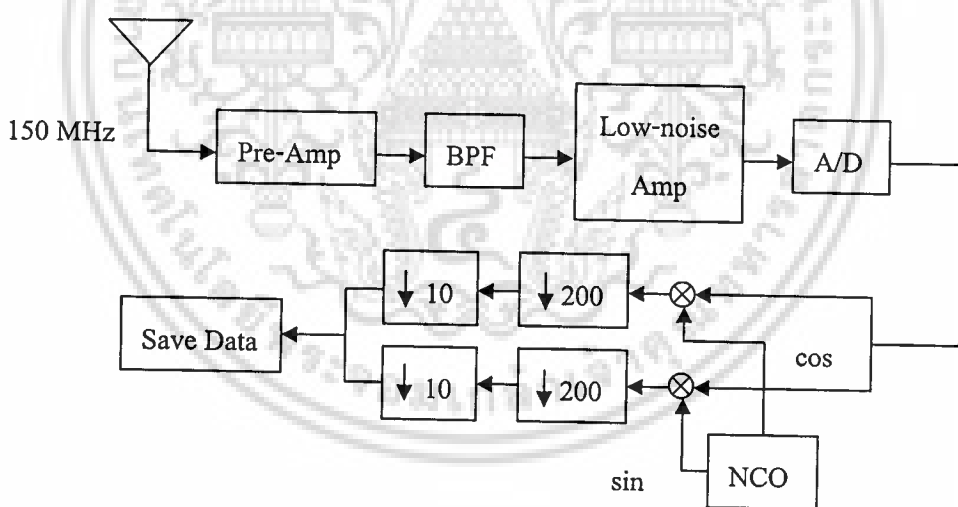 150 MHz
Pre-Amp
BPF
Low-noise
Amp
A/D
Save Data
↓ 10
↓ 200
cos
↓ 10
↓ 200
sin
NCO